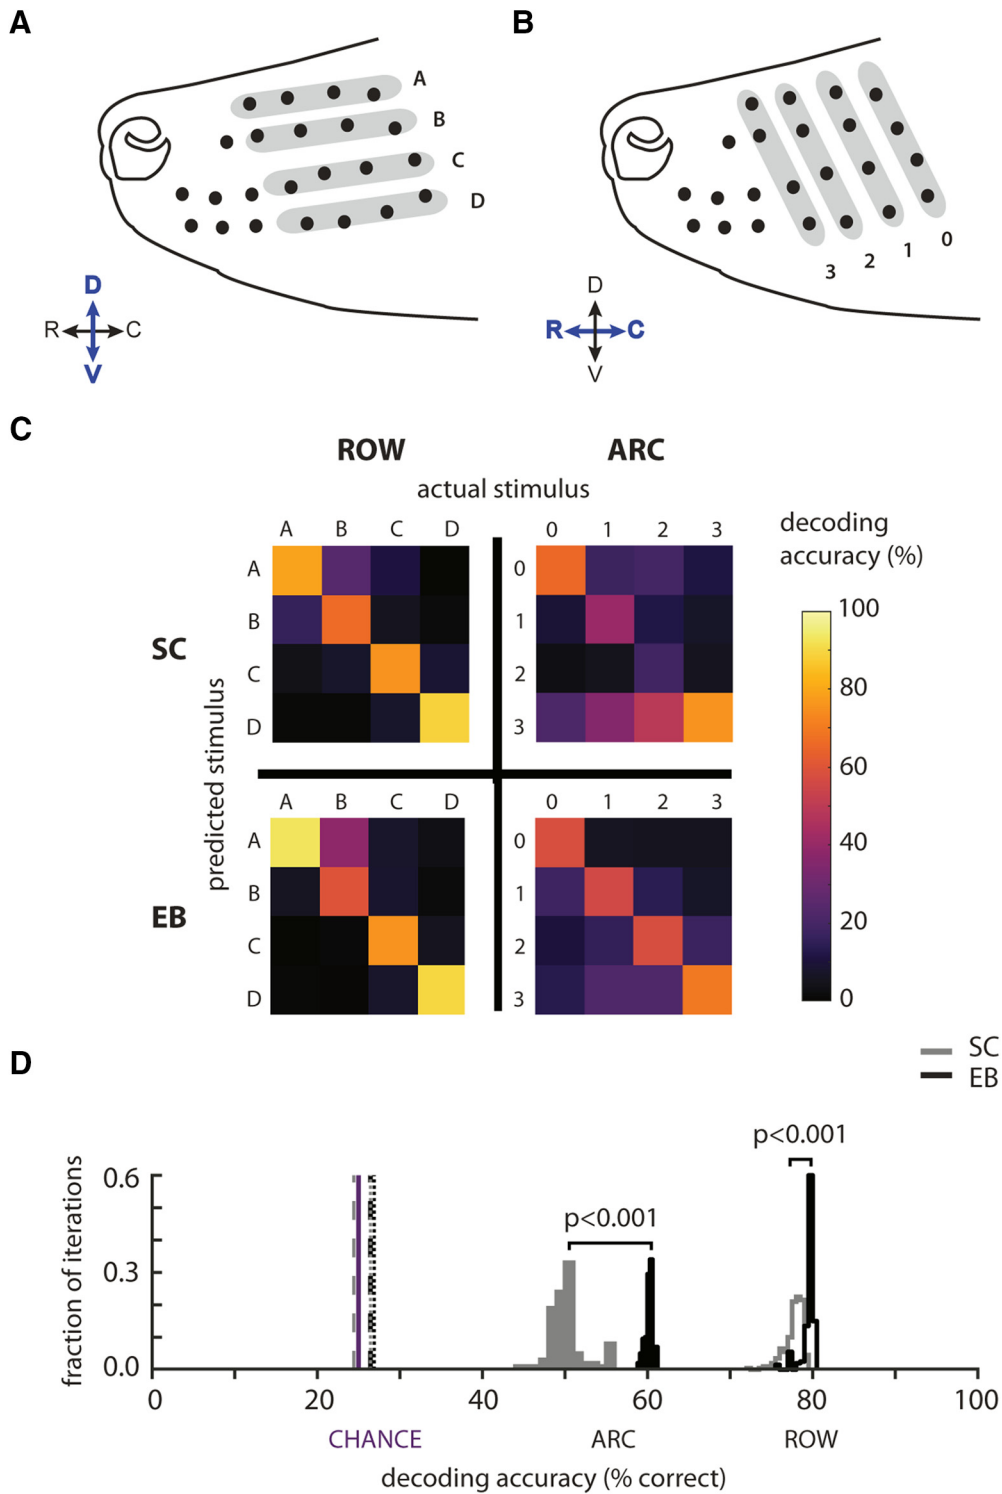 A
B
A
B
C
D
D
R
C
V
3
2
1
0
D
R
C
V
C
ROW
ARC
actual stimulus
A B C D
0 1 2 3
decoding
accuracy (%)
SC
A
B
C
D
0
1
2
3
100
80
60
40
20
0
predicted stimulus
A B C D
0 1 2 3
EB
A
B
C
D
0
1
2
3
D
SC
EB
p<0.001
p<0.001
fraction of iterations
0.6
0.3
0.0
0 20 40 60 80 100
CHANCE ARC ROW
decoding accuracy (% correct)